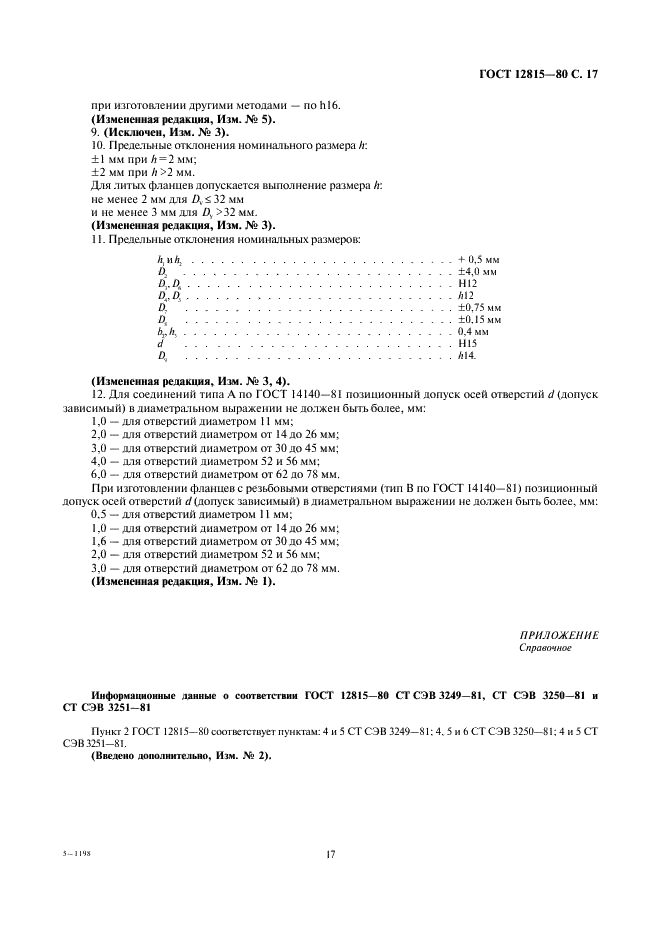 ГОСТ 12815—80 С. 17
при изготовлении другими методами — по h16.
(Измененная редакция, Изм. № 5).
9. (Исключен, Изм. № 3).
10. Предельные отклонения номинального размера h:
±1 мм при h = 2 мм;
±2 мм при h >2 мм.
Для литых фланцев допускается выполнение размера h:
не менее 2 мм для Dу ≤ 32 мм
и не менее 3 мм для Dу >32 мм.
(Измененная редакция, Изм. № 3).
11. Предельные отклонения номинальных размеров:
h1 и h2 . . . . . . . . . . . . . . . . . . . . . . . . . + 0,5 мм
D2 . . . . . . . . . . . . . . . . . . . . . . . . . ±4,0 мм
D3, D6 . . . . . . . . . . . . . . . . . . . . . . . . . H12
D4, D5 . . . . . . . . . . . . . . . . . . . . . . . . . h12
D7 . . . . . . . . . . . . . . . . . . . . . . . . . ±0,75 мм
D8 . . . . . . . . . . . . . . . . . . . . . . . . . ±0,15 мм
. . . . . . . . . . . . . . . . . . . . . . . . . 0,4 мм
d . . . . . . . . . . . . . . . . . . . . . . . . . H15
D9 . . . . . . . . . . . . . . . . . . . . . . . . . h14.
(Измененная редакция, Изм. № 3, 4).
12. Для соединений типа А по ГОСТ 14140—81 позиционный допуск осей отверстий d (допуск
зависимый) в диаметральном выражении не должен быть более, мм:
1,0 — для отверстий диаметром 11 мм;
2,0 — для отверстий диаметром от 14 до 26 мм;
3,0 — для отверстий диаметром от 30 до 45 мм;
4,0 — для отверстий диаметром 52 и 56 мм;
6,0 — для отверстий диаметром от 62 до 78 мм.
При изготовлении фланцев с резьбовыми отверстиями (тип В по ГОСТ 14140—81) позиционный
допуск осей отверстий d (допуск зависимый) в диаметральном выражении не должен быть более, мм:
0,5 — для отверстий диаметром 11 мм;
1,0 — для отверстий диаметром от 14 до 26 мм;
1,6 — для отверстий диаметром от 30 до 45 мм;
2,0 — для отверстий диаметром 52 и 56 мм;
3,0 — для отверстий диаметром от 62 до 78 мм.
(Измененная редакция, Изм. № 1).
ПРИЛОЖЕНИЕ
Справочное
Информационные данные о соответствии ГОСТ 12815—80 СТ СЭВ 3249—81, СТ СЭВ 3250—81 и
СТ СЭВ 3251—81
Пункт 2 ГОСТ 12815—80 соответствует пунктам: 4 и 5 СТ СЭВ 3249—81; 4, 5 и 6 СТ СЭВ 3250—81; 4 и 5 СТ
СЭВ 3251—81.
(Введено дополнительно, Изм. № 2).
5—1198
17